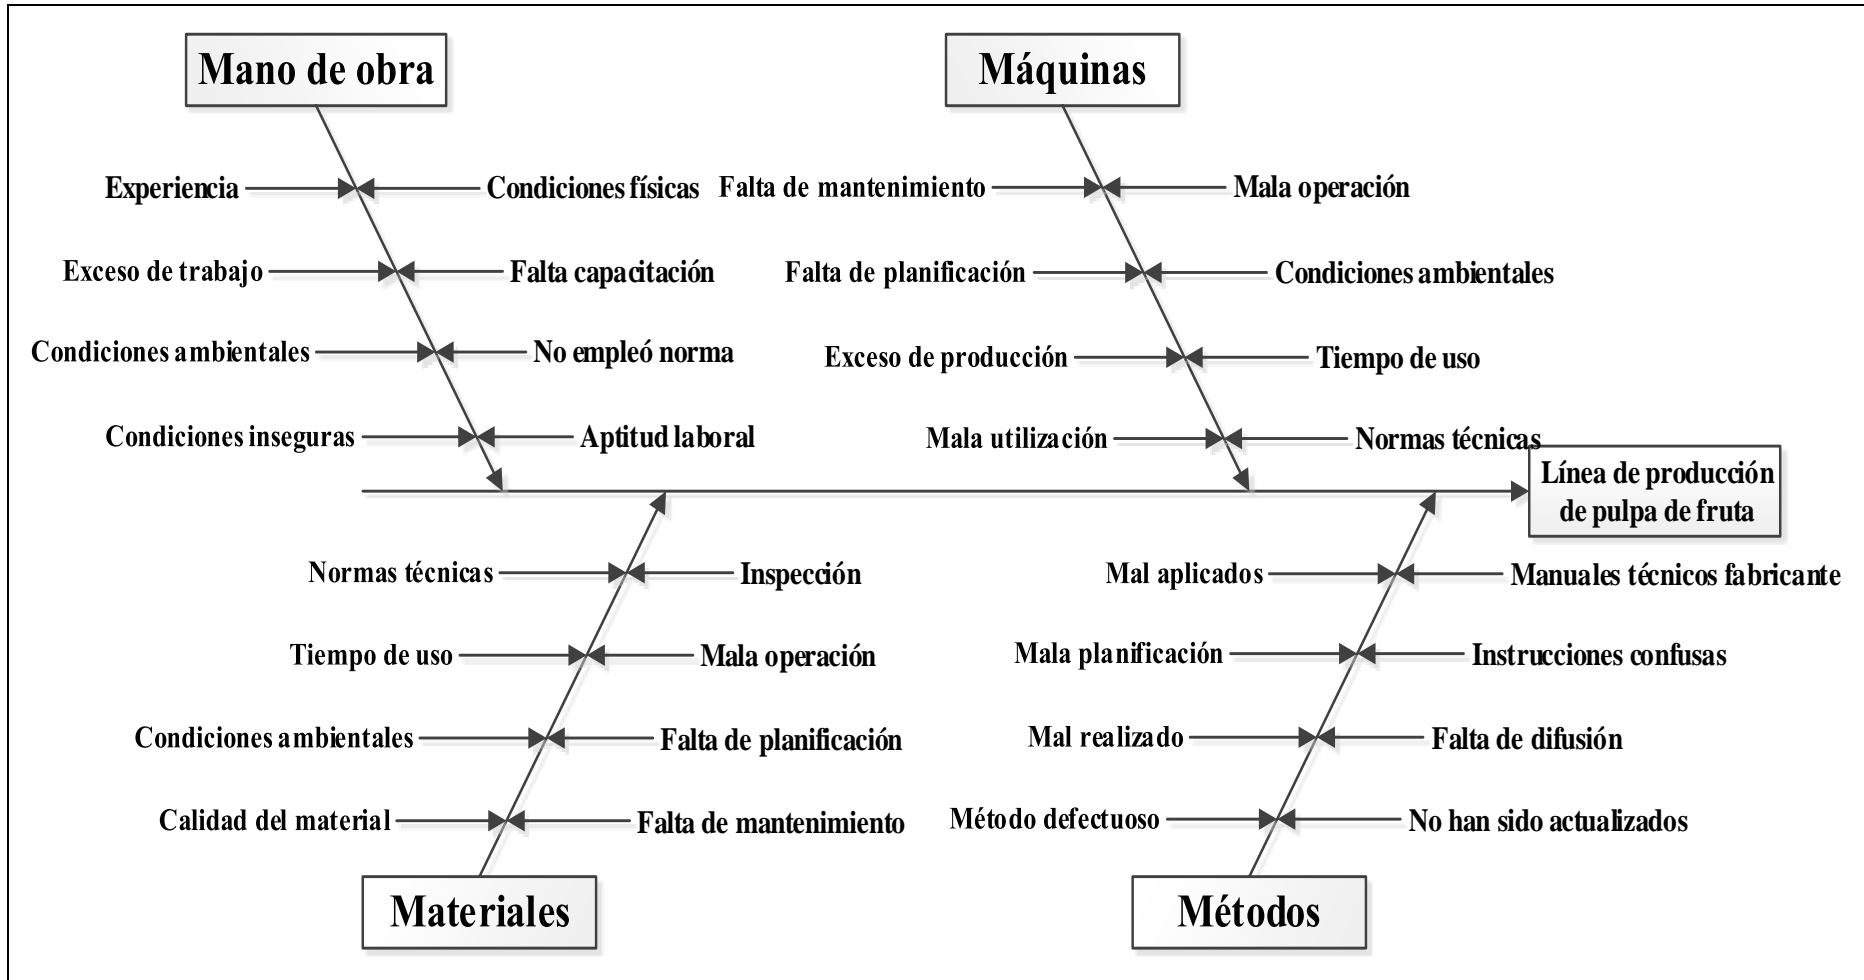 Mano de obra
Máquinas
Experiencia
Condiciones físicas
Falta de mantenimiento
Mala operación
Exceso de trabajo
Falta capacitación
Falta de planificación
Condiciones ambientales
Condiciones ambientales
No empleó norma
Exceso de producción
Tiempo de uso
Condiciones inseguras
Aptitud laboral
Mala utilización
Normas técnicas
Línea de producción
de pulpa de fruta
Normas técnicas
Inspección
Mal aplicados
Manuales técnicos fabricante
Tiempo de uso
Mala operación
Mala planificación
Instrucciones confusas
Condiciones ambientales
Falta de planificación
Mal realizado
Falta de difusión
Calidad del material
Falta de mantenimiento
Método defectuoso
No han sido actualizados
Materiales
Métodos